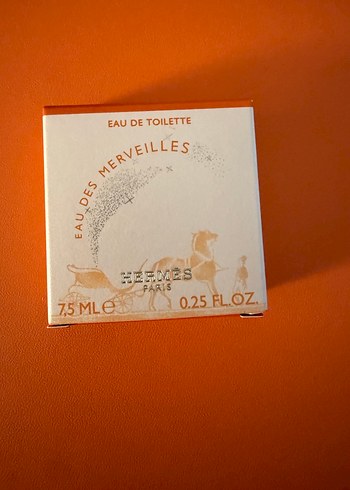 EAU DE TOILETTE
EAU DES MERVEILLES
HERMÈS
PARIS
7,5 ML℮ 0.25 FL.OZ.